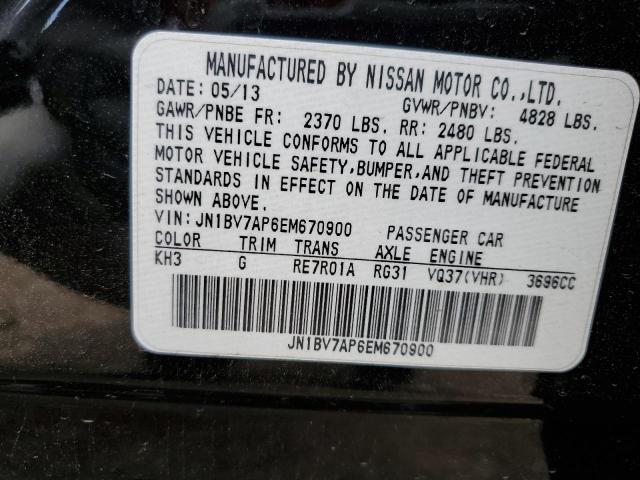 MANUFACTURED BY NISSAN MOTOR CO.,LTD.
DATE: 05/13 GVWR/PNBV: 4828 LBS.
GAWR/PNBE FR: 2370 LBS. RR: 2480 LBS.
THIS VEHICLE CONFORMS TO ALL APPLICABLE FEDERAL
MOTOR VEHICLE SAFETY,BUMPER,AND THEFT PREVENTION
STANDARDS IN EFFECT ON THE DATE OF MANUFACTURE
SHOWN ABOVE.
VIN: JN1BV7AP6EM670900 PASSENGER CAR
COLOR TRIM TRANS AXLE ENGINE
KH3 G RE7R01A RG31 VQ37(VHR) 3696CC
JN1BV7AP6EM670900